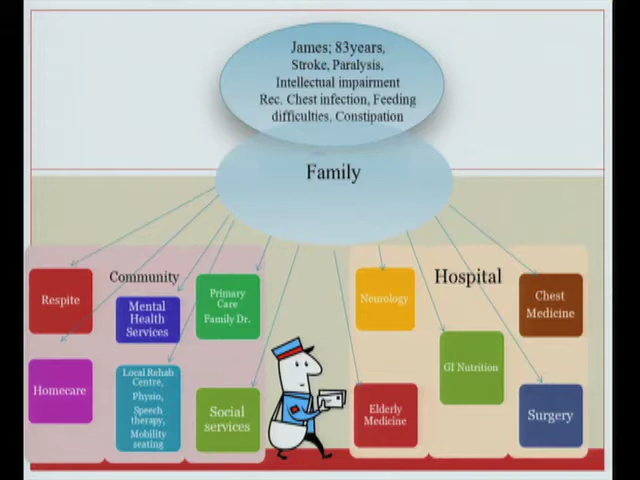 James; 83years,
Stroke, Paralysis,
Intellectual impairment
Rec. Chest infection, Feeding
difficulties, Constipation
Family
Community
Respite
Mental
Health
Services
Primary
Care
Family Dr.
Homecare
Local Rehab
Centre,
Physio,
Speech
therapy,
Mobility
seating
Social
services
Hospital
Neurology
Chest
Medicine
GI Nutrition
Elderly
Medicine
Surgery